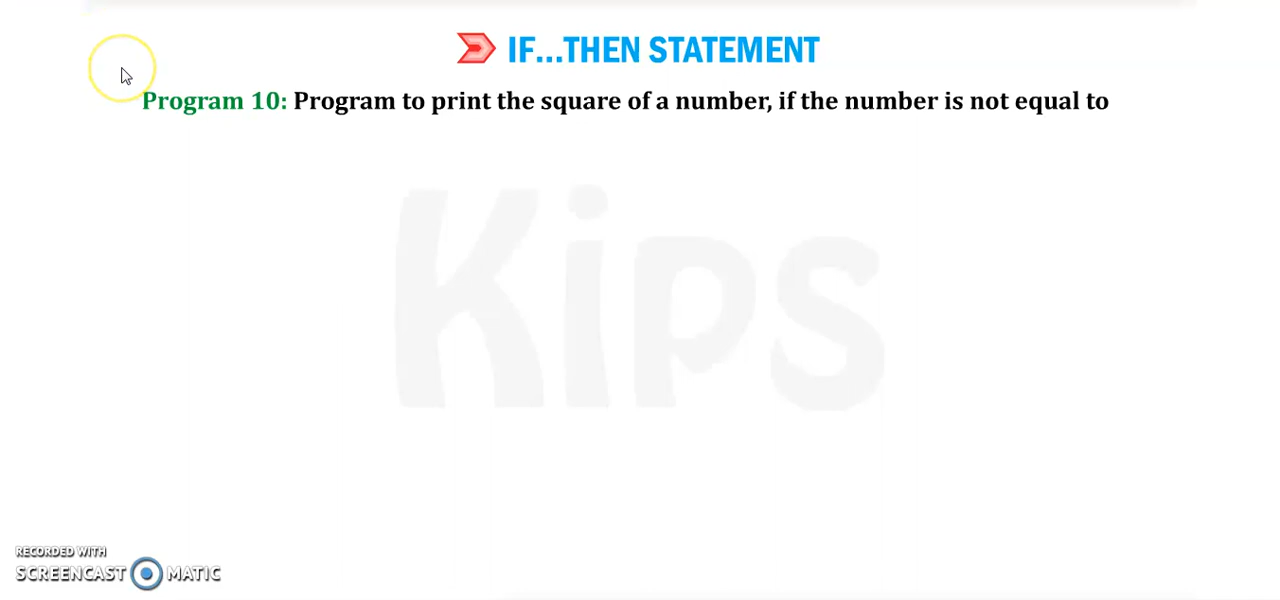 IF...THEN STATEMENT
Program 10: Program to print the square of a number, if the number is not equal to
Kips
RECORDED WITH
SCREENCAST MATIC